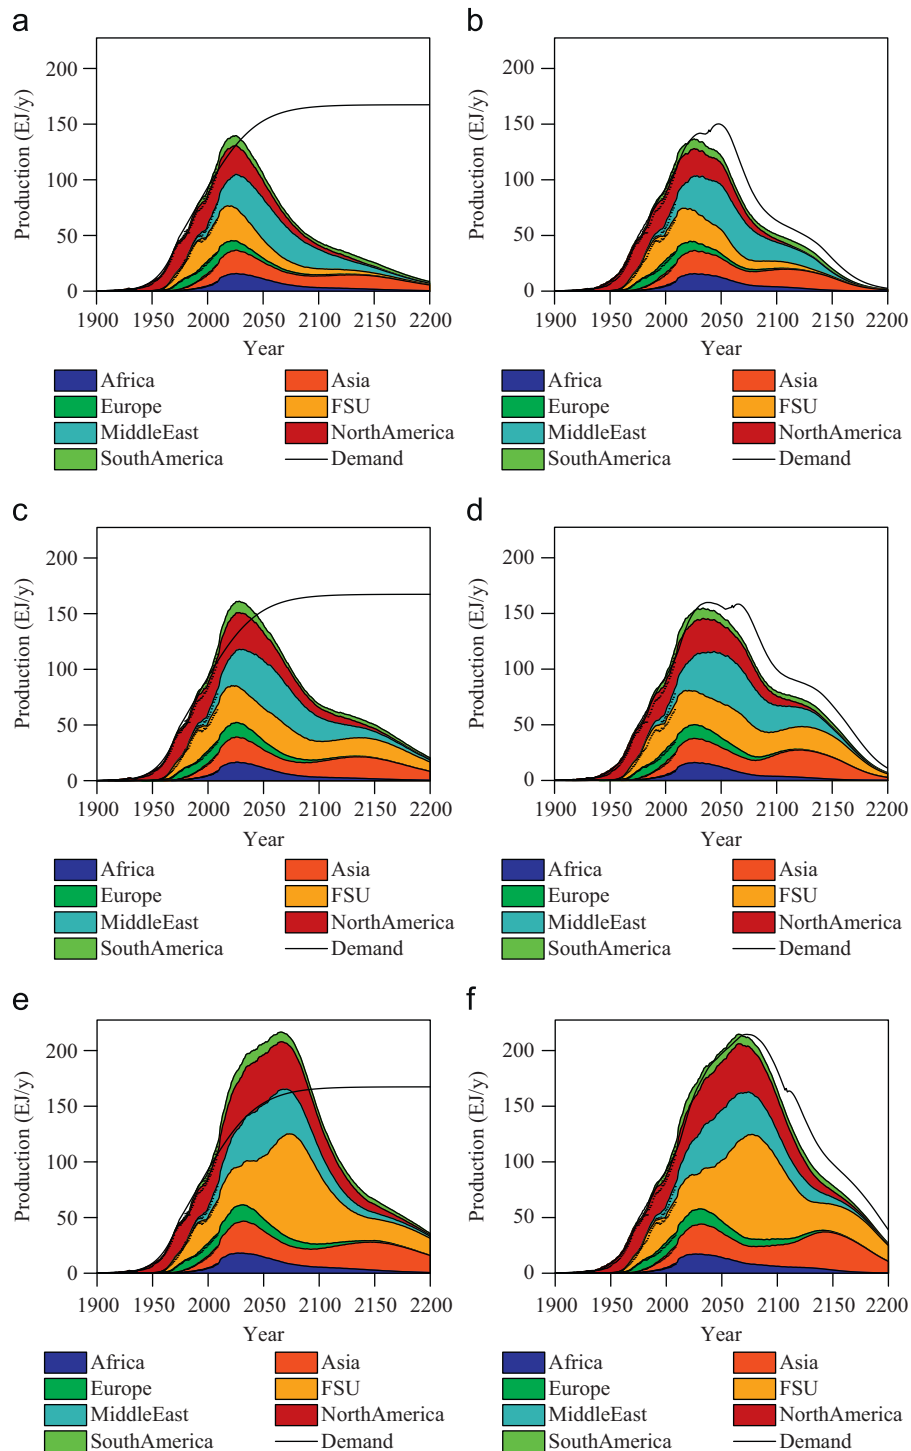 a
b
Production (EJ/y)
200
150
100
50
0
1900 1950 2000 2050 2100 2150 2200
Year
Production (EJ/y)
200
150
100
50
0
1900 1950 2000 2050 2100 2150 2200
Year
Africa Asia
Europe FSU
MiddleEast NorthAmerica
SouthAmerica Demand
Africa Asia
Europe FSU
MiddleEast NorthAmerica
SouthAmerica Demand
c
d
Production (EJ/y)
200
150
100
50
0
1900 1950 2000 2050 2100 2150 2200
Year
Production (EJ/y)
200
150
100
50
0
1900 1950 2000 2050 2100 2150 2200
Year
Africa Asia
Europe FSU
MiddleEast NorthAmerica
SouthAmerica Demand
Africa Asia
Europe FSU
MiddleEast NorthAmerica
SouthAmerica Demand
e
f
Production (EJ/y)
200
150
100
50
0
1900 1950 2000 2050 2100 2150 2200
Year
Production (EJ/y)
200
150
100
50
0
1900 1950 2000 2050 2100 2150 2200
Year
Africa Asia
Europe FSU
MiddleEast NorthAmerica
SouthAmerica Demand
Africa Asia
Europe FSU
MiddleEast NorthAmerica
SouthAmerica Demand